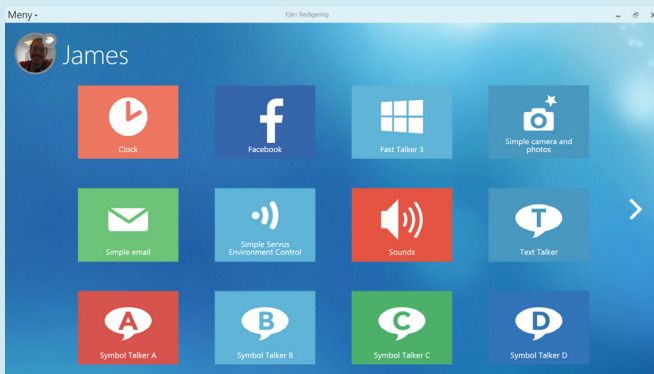 Meny
Fjärr Redigering
James
Clock
Facebook
Fast Talker 3
Simple camera and
photos
Simple email
Simple Servus
Environment Control
Sounds
T
Text Talker
A
Symbol Talker A
B
Symbol Talker B
C
Symbol Talker C
D
Symbol Talker D